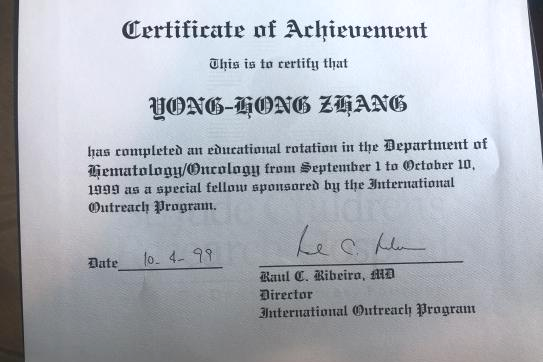 Certificate of Achievement
This is to certify that
YONG-HONG ZHANG
has completed an educational rotation in the Department of
Hematology/Oncology from September 1 to October 10,
1999 as a special fellow sponsored by the International
Outreach Program.
Date 10-4-99
Raul C. Ribeiro, MD
Director
International Outreach Program